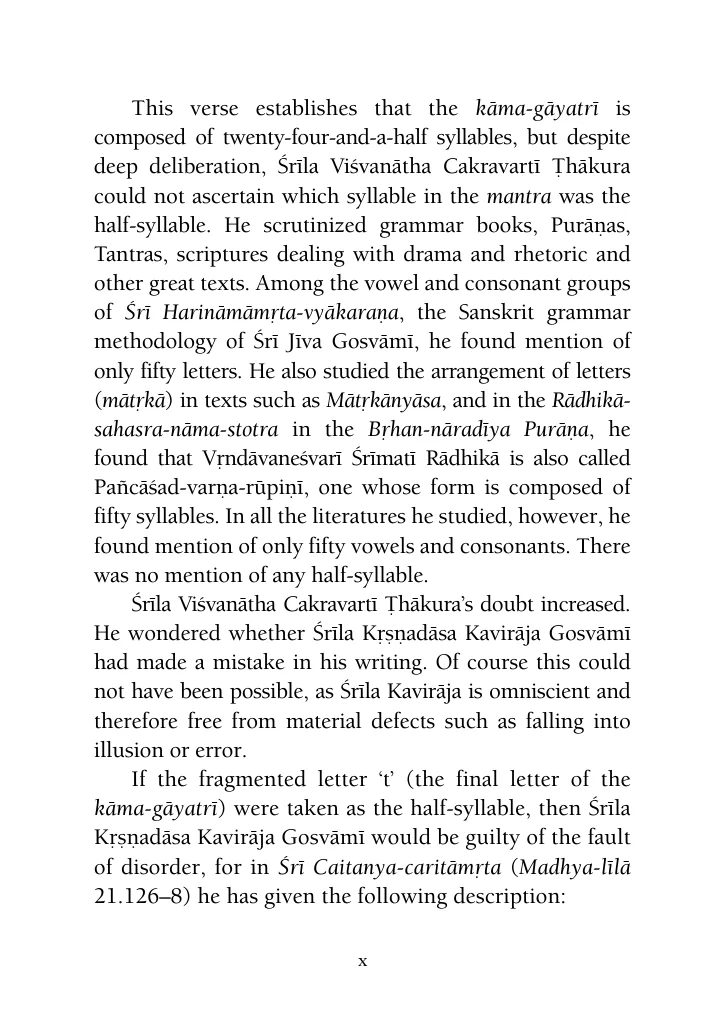 This verse establishes that the kāma-gāyatrī is
composed of twenty-four-and-a-half syllables, but despite
deep deliberation, Śrīla Viśvanātha Cakravartī Ṭhākura
could not ascertain which syllable in the mantra was the
half-syllable. He scrutinized grammar books, Purāṇas,
Tantras, scriptures dealing with drama and rhetoric and
other great texts. Among the vowel and consonant groups
of Śrī Harināmāmṛta-vyākaraṇa, the Sanskrit grammar
methodology of Śrī Jīva Gosvāmī, he found mention of
only fifty letters. He also studied the arrangement of letters
(mātṛkā) in texts such as Mātṛkānyāsa, and in the Rādhikā-
sahasra-nāma-stotra in the Bṛhan-nāradīya Purāṇa, he
found that Vṛndāvaneśvarī Śrīmatī Rādhikā is also called
Pañcāśad-varṇa-rūpiṇī, one whose form is composed of
fifty syllables. In all the literatures he studied, however, he
found mention of only fifty vowels and consonants. There
was no mention of any half-syllable.
Śrīla Viśvanātha Cakravartī Ṭhākura’s doubt increased.
He wondered whether Śrīla Kṛṣṇadāsa Kavirāja Gosvāmī
had made a mistake in his writing. Of course this could
not have been possible, as Śrīla Kavirāja is omniscient and
therefore free from material defects such as falling into
illusion or error.
If the fragmented letter ‘t’ (the final letter of the
kāma-gāyatrī) were taken as the half-syllable, then Śrīla
Kṛṣṇadāsa Kavirāja Gosvāmī would be guilty of the fault
of disorder, for in Śrī Caitanya-caritāmṛta (Madhya-līlā
21.126–8) he has given the following description:
x